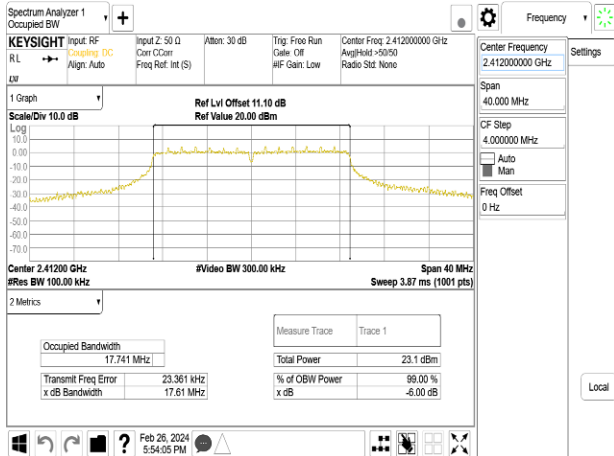 Spectrum Analyzer 1
Occupied BW
Frequency
KEYSIGHT
RL
Input: RF
Coupling: DC
Align: Auto
Input Z: 50 Ω
Corr CCorr
Freq Ref: Int (S)
Atten: 30 dB
Trig: Free Run
Gate: Off
#IF Gain: Low
Center Freq: 2.412000000 GHz
Avg|Hold >50/50
Radio Std: None
Center Frequency
2.412000000 GHz
Settings
Span
40.000 MHz
CF Step
4.000000 MHz
Auto
Man
Freq Offset
0 Hz
Local
1 Graph
Scale/Div 10.0 dB
Ref Lvl Offset 11.10 dB
Ref Value 20.00 dBm
Log
10.0
0.00
-10.0
-20.0
-30.0
-40.0
-50.0
-60.0
-70.0
Center 2.41200 GHz
#Res BW 100.00 kHz
#Video BW 300.00 kHz
Span 40 MHz
Sweep 3.87 ms (1001 pts)
2 Metrics
Measure Trace Trace 1
Occupied Bandwidth
17.741 MHz
Total Power 23.1 dBm
Transmit Freq Error 23.361 kHz
% of OBW Power 99.00 %
x dB Bandwidth 17.61 MHz
x dB -6.00 dB
?
Feb 26, 2024
5:54:05 PM